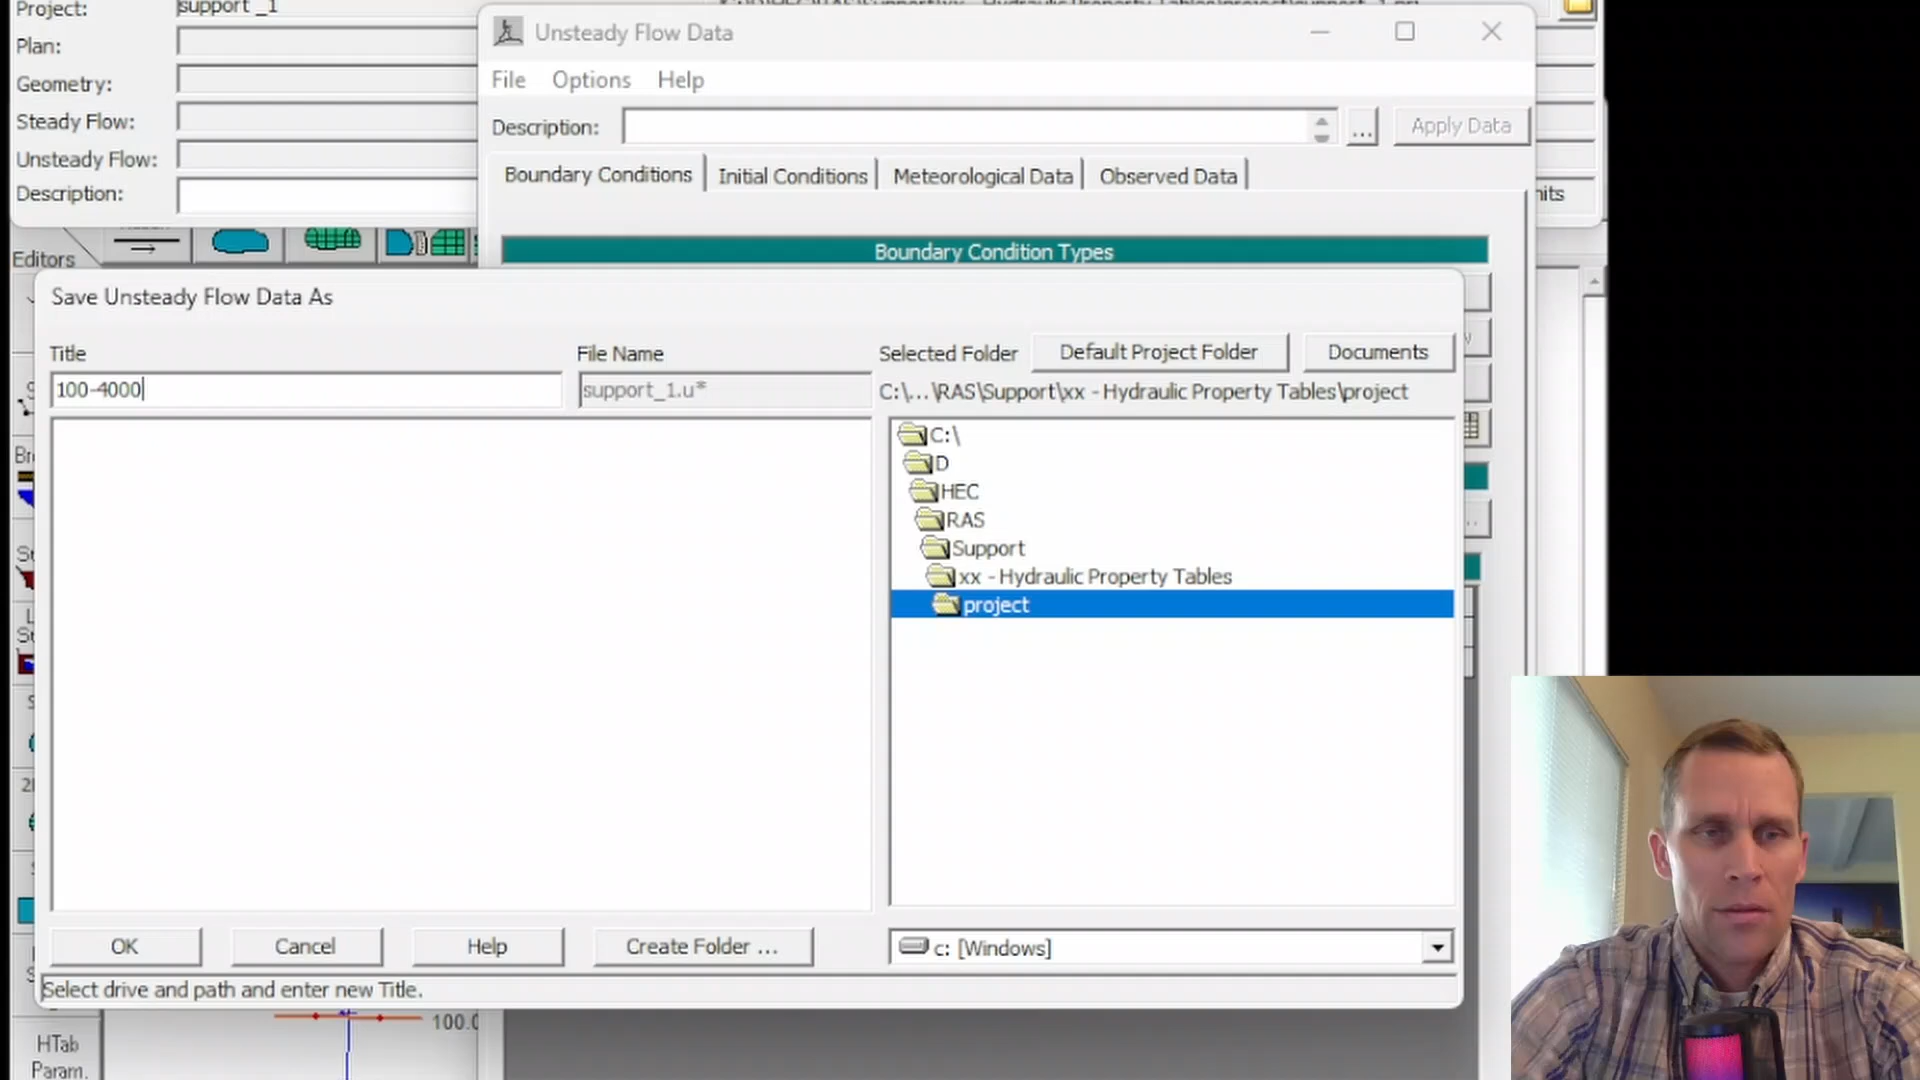 Project: support _1
Plan:
Geometry:
Steady Flow:
Unsteady Flow:
Description:
Unsteady Flow Data
File Options Help
Description: ... Apply Data
Boundary Conditions Initial Conditions Meteorological Data Observed Data
Boundary Condition Types
Editors
Save Unsteady Flow Data As
Title File Name Selected Folder Default Project Folder Documents
100-4000 support_1.u* C:\...\RAS\Support\xx - Hydraulic Property Tables\project
C:\
D
HEC
RAS
Support
xx - Hydraulic Property Tables
project
OK Cancel Help Create Folder ... c: [Windows]
Select drive and path and enter new Title.
HTab
Param.